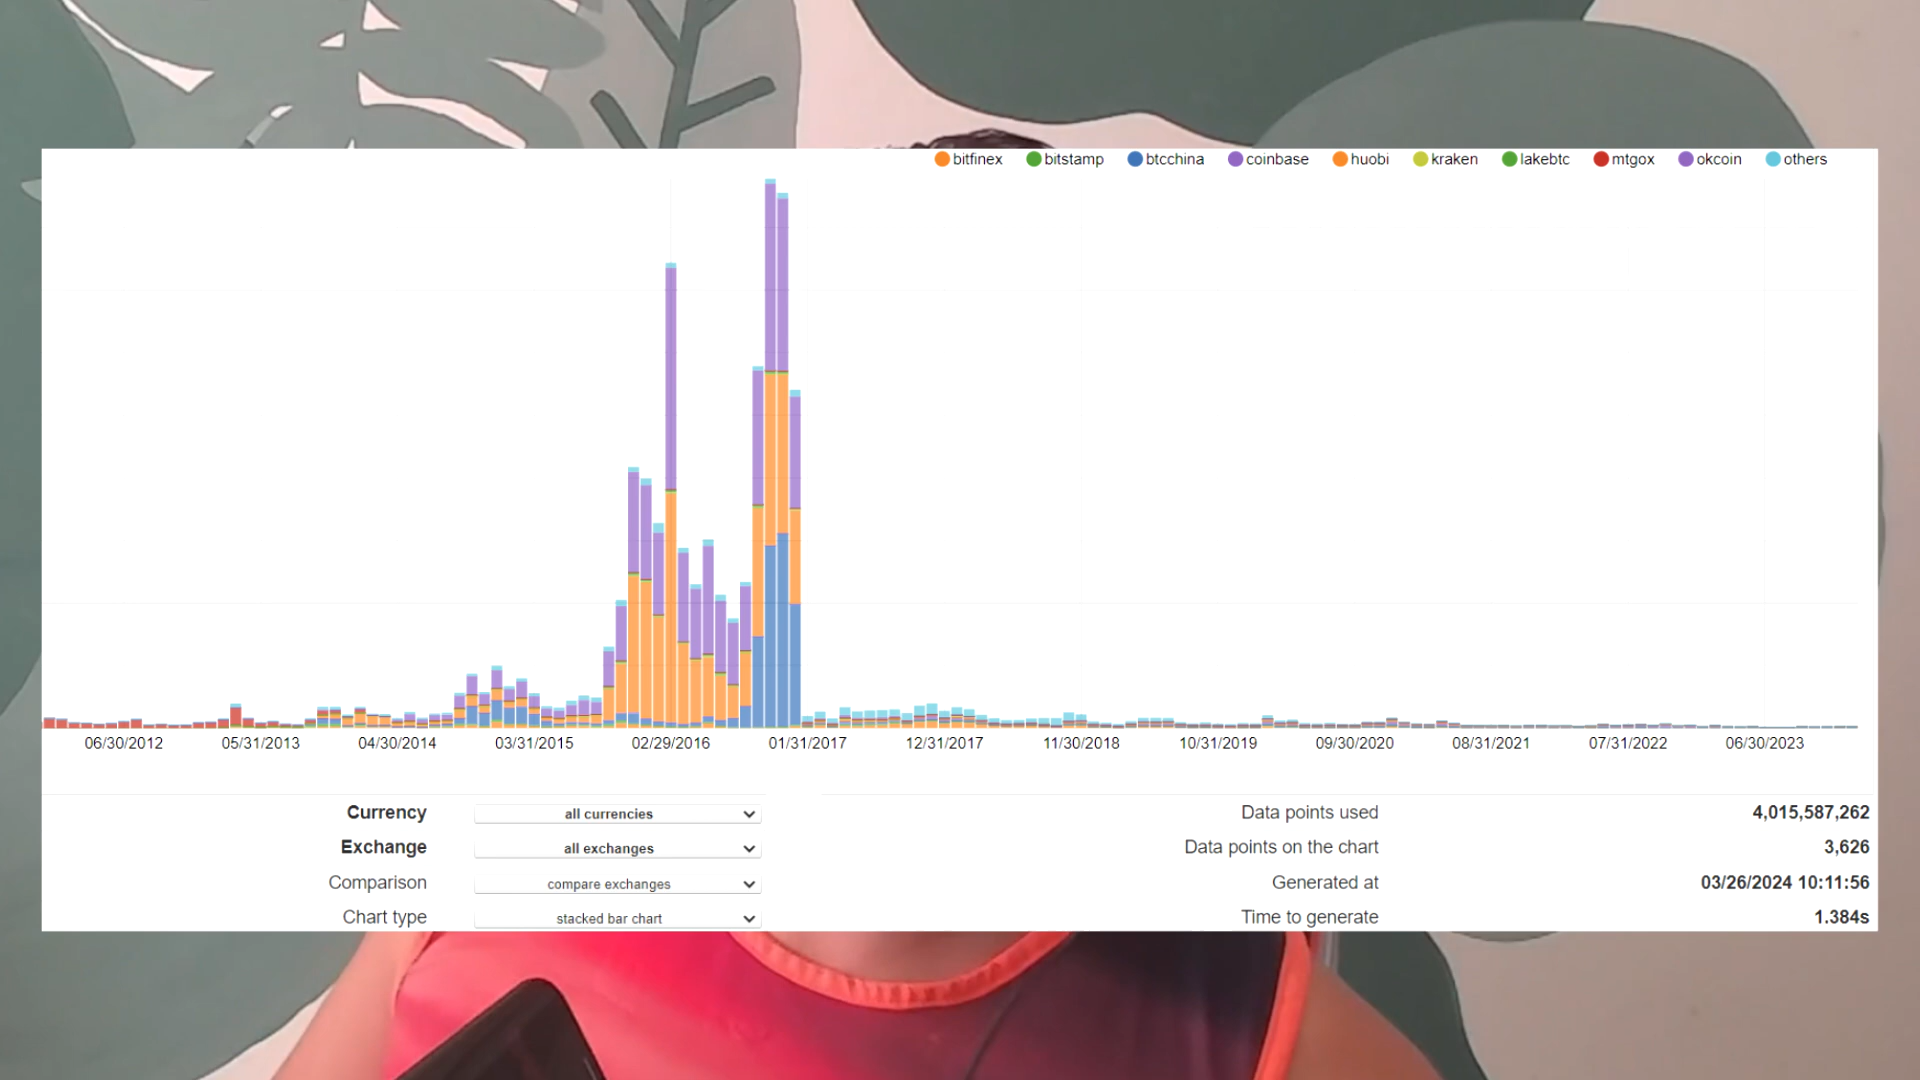 bitfinex bitstamp btcchina coinbase huobi kraken lakebtc mtgox okcoin others
06/30/2012 05/31/2013 04/30/2014 03/31/2015 02/29/2016 01/31/2017 12/31/2017 11/30/2018 10/31/2019 09/30/2020 08/31/2021 07/31/2022 06/30/2023
Currency all currencies Data points used 4,015,587,262
Exchange all exchanges Data points on the chart 3,626
Comparison compare exchanges Generated at 03/26/2024 10:11:56
Chart type stacked bar chart Time to generate 1.384s